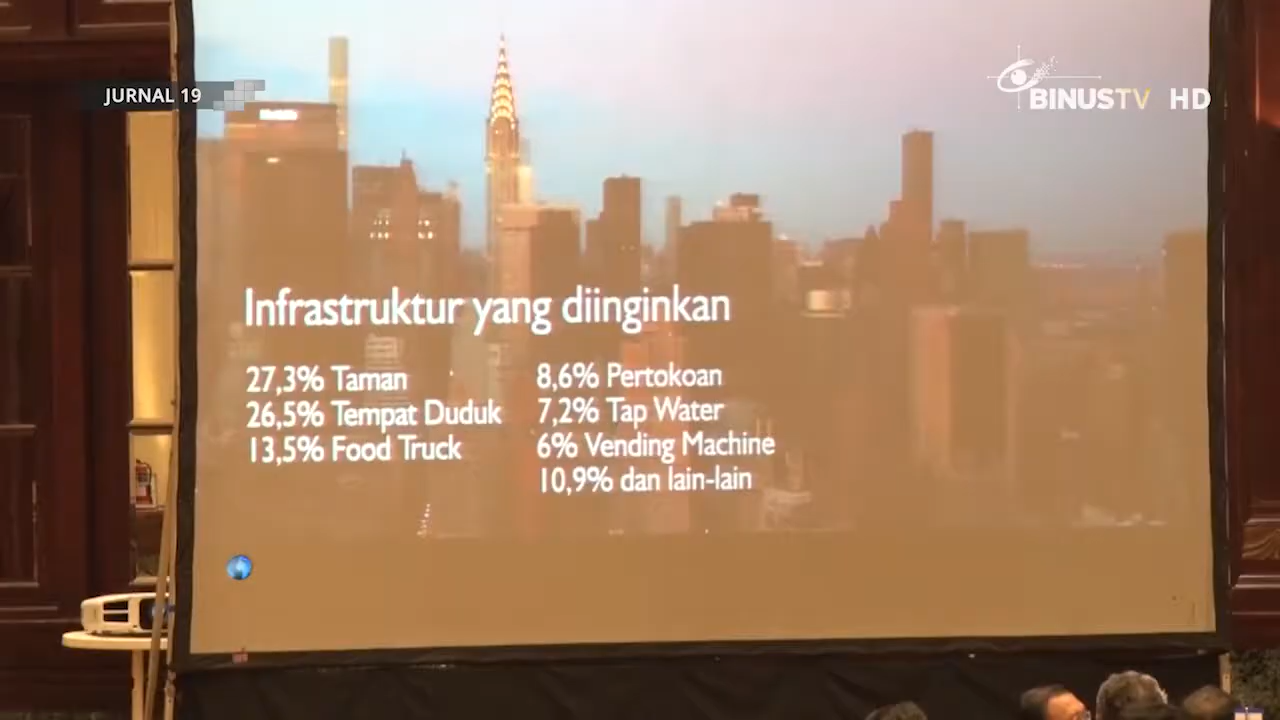 JURNAL 19
BINUSTV HD
Infrastruktur yang diinginkan
27,3% Taman
26,5% Tempat Duduk
13,5% Food Truck
8,6% Pertokoan
7,2% Tap Water
6% Vending Machine
10,9% dan lain-lain